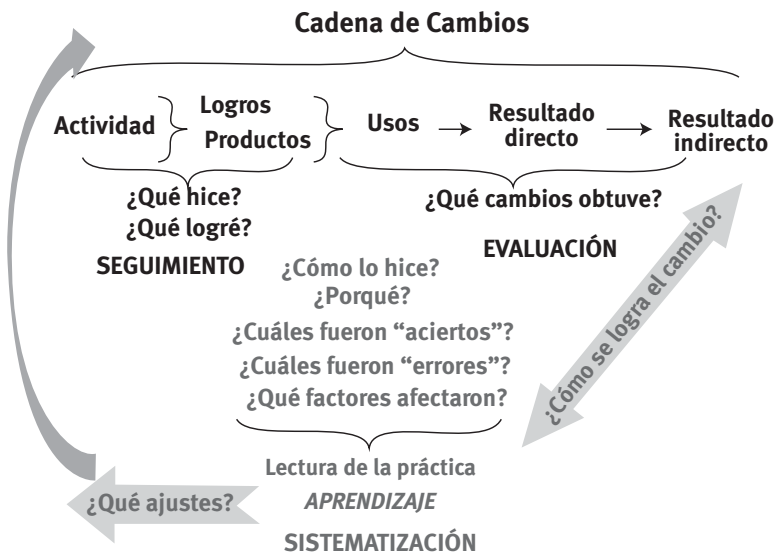 Cadena de Cambios
Actividad
Logros
Productos
Usos
Resultado
directo
Resultado
indirecto
¿Qué hice?
¿Qué logré?
SEGUIMIENTO
¿Qué cambios obtuve?
EVALUACIÓN
¿Cómo lo hice?
¿Porqué?
¿Cuáles fueron “aciertos”?
¿Cuáles fueron “errores”?
¿Qué factores afectaron?
¿Cómo se logra el cambio?
Lectura de la práctica
APRENDIZAJE
SISTEMATIZACIÓN
¿Qué ajustes?